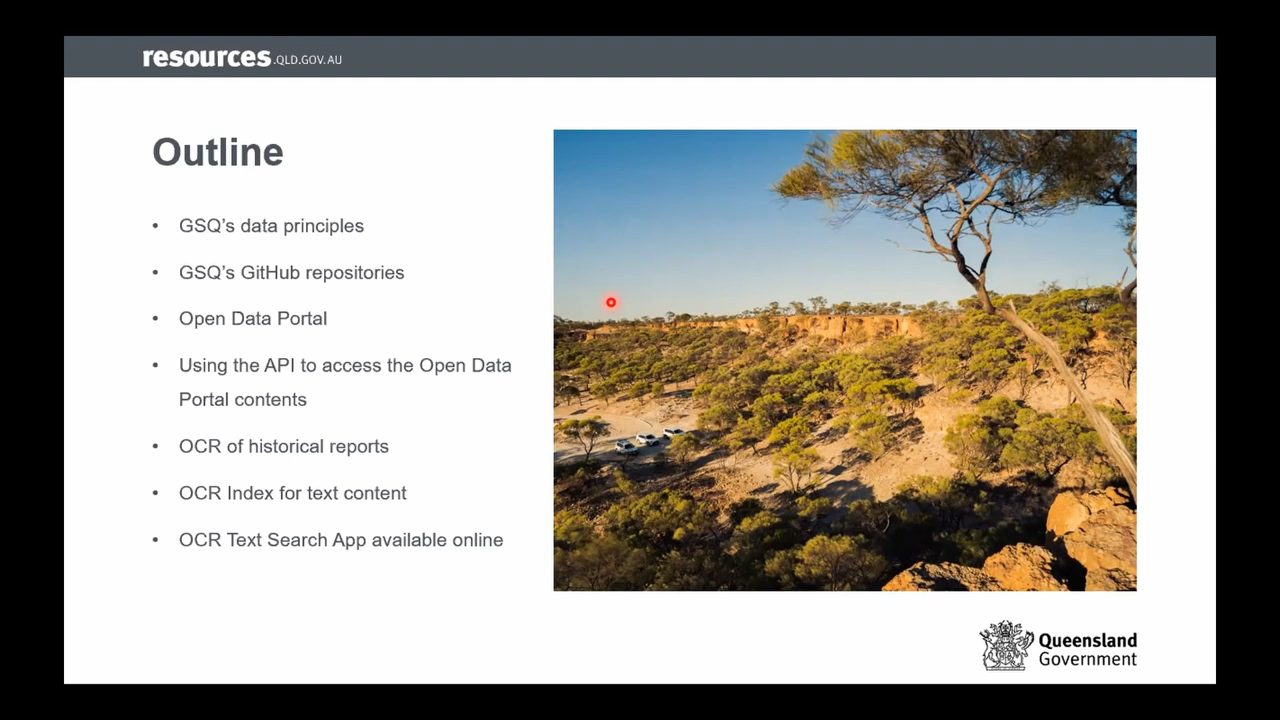 resources.QLD.GOV.AU
Outline
• GSQ's data principles
• GSQ's GitHub repositories
• Open Data Portal
• Using the API to access the Open Data
Portal contents
• OCR of historical reports
• OCR Index for text content
• OCR Text Search App available online
Queensland
Government